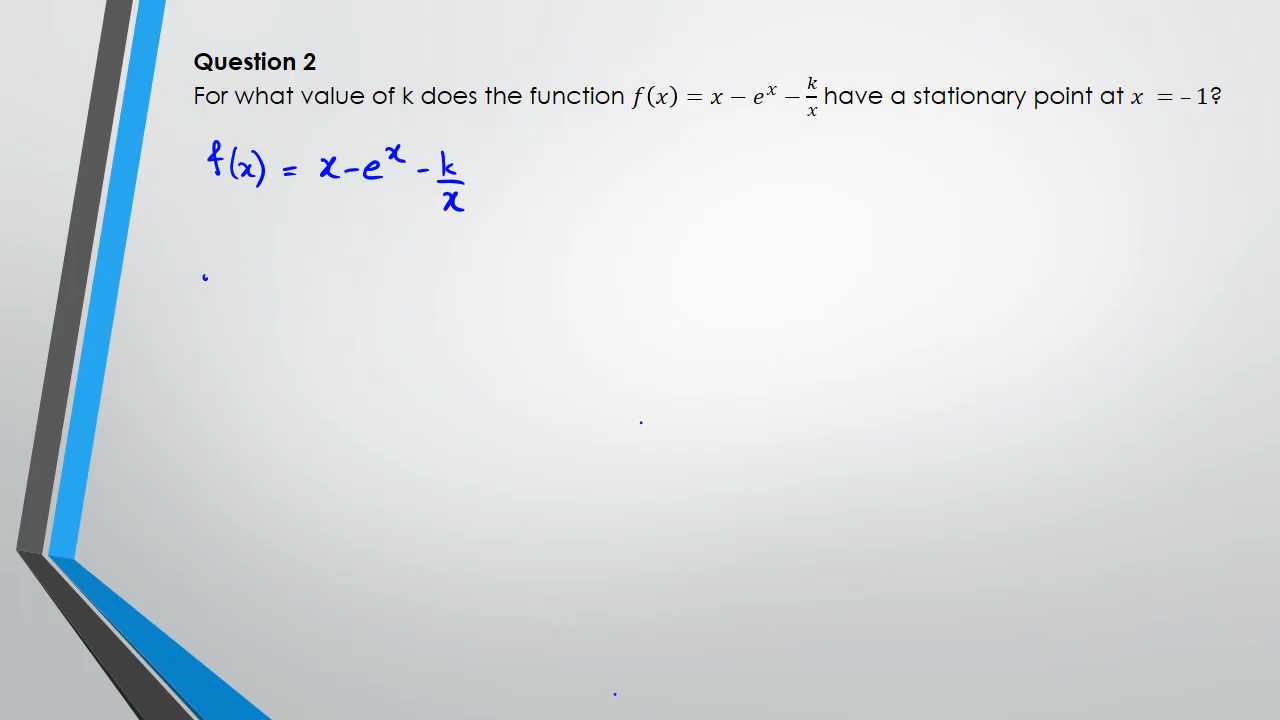 Question 2
For what value of k does the function f(x) = x − e^x − k/x have a stationary point at x = – 1?
f(x) = x − e^x − k/x